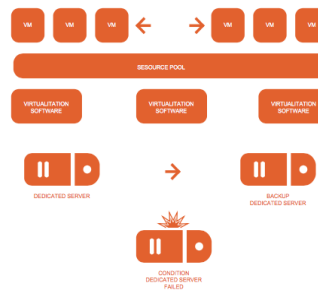 VM VM VM VM VM VM
SESOURCE POOL
VIRTUALITATION VIRTUALITATION VIRTUALITATION
SOFTWARE SOFTWARE SOFTWARE
DEDICATED SERVER
BACKUP
DEDICATED SERVER
CONDITION
DEDICATED SERVER
FAILED